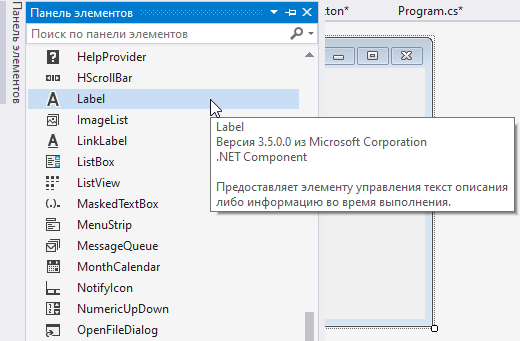 Панель элементов
Панель элементов
tton*
Program.cs*
Поиск по панели элементов
HelpProvider
HScrollBar
Label
ImageList
LinkLabel
ListBox
ListView
MaskedTextBox
MenuStrip
MessageQueue
MonthCalendar
NotifyIcon
NumericUpDown
OpenFileDialog
Label
Версия 3.5.0.0 из Microsoft Corporation
.NET Component
Предоставляет элементу управления текст описания
либо информацию во время выполнения.